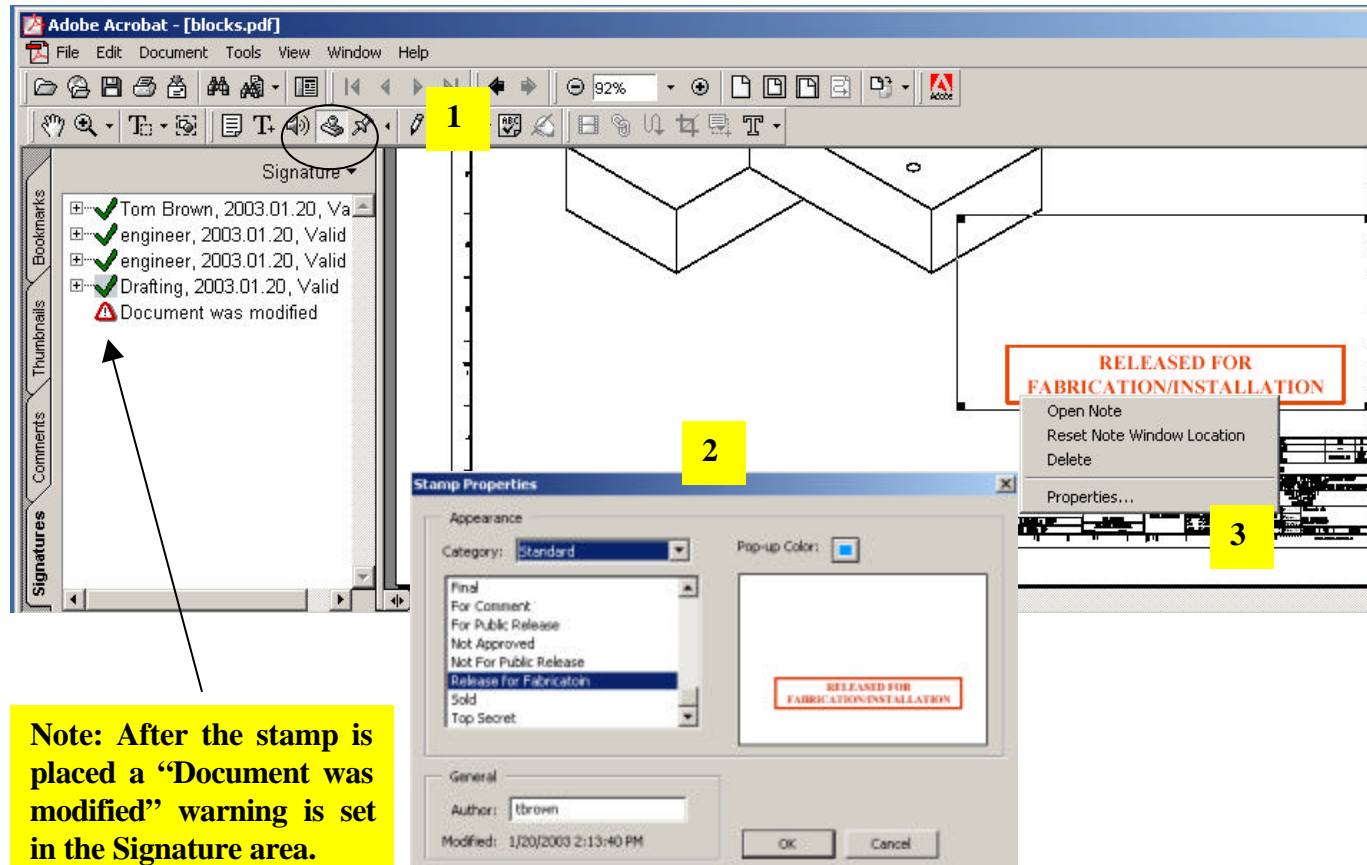 Adobe Acrobat - [blocks.pdf]
File Edit Document Tools View Window Help
92%
Adobe
1
ABC
Signature
Bookmarks
Thumbnails
Comments
Signatures
Tom Brown, 2003.01.20, Va
engineer, 2003.01.20, Valid
engineer, 2003.01.20, Valid
Drafting, 2003.01.20, Valid
Document was modified
RELEASED FOR
FABRICATION/INSTALLATION
Open Note
Reset Note Window Location
Delete
Properties...
3
2
Stamp Properties
Appearance
Category: Standard
Pop-up Color:
Final
For Comment
For Public Release
Not Approved
Not For Public Release
Release for Fabricatoin
Sold
Top Secret
RELEASED FOR
FABRICATION/INSTALLATION
General
Author: tbrown
Modified: 1/20/2003 2:13:40 PM
OK Cancel
Note: After the stamp is
placed a “Document was
modified” warning is set
in the Signature area.